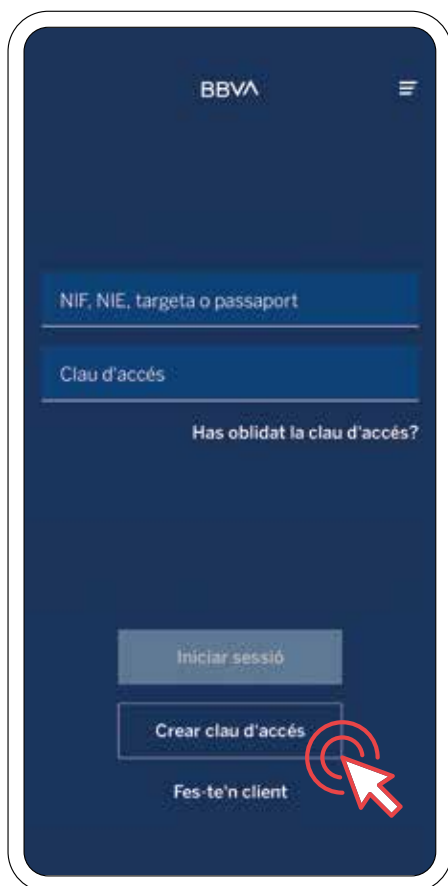 BBVA
NIF, NIE, targeta o passaport
Clau d'accés
Has oblidat la clau d'accés?
Iniciar sessió
Crear clau d'accés
Fes-te'n client